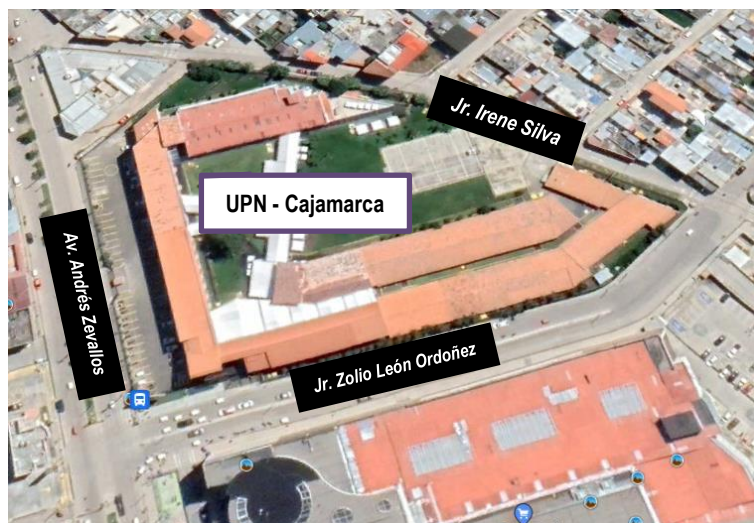 Jr. Irene Silva
UPN - Cajamarca
Av. Andrés Zevallos
Jr. Zolio León Ordoñez